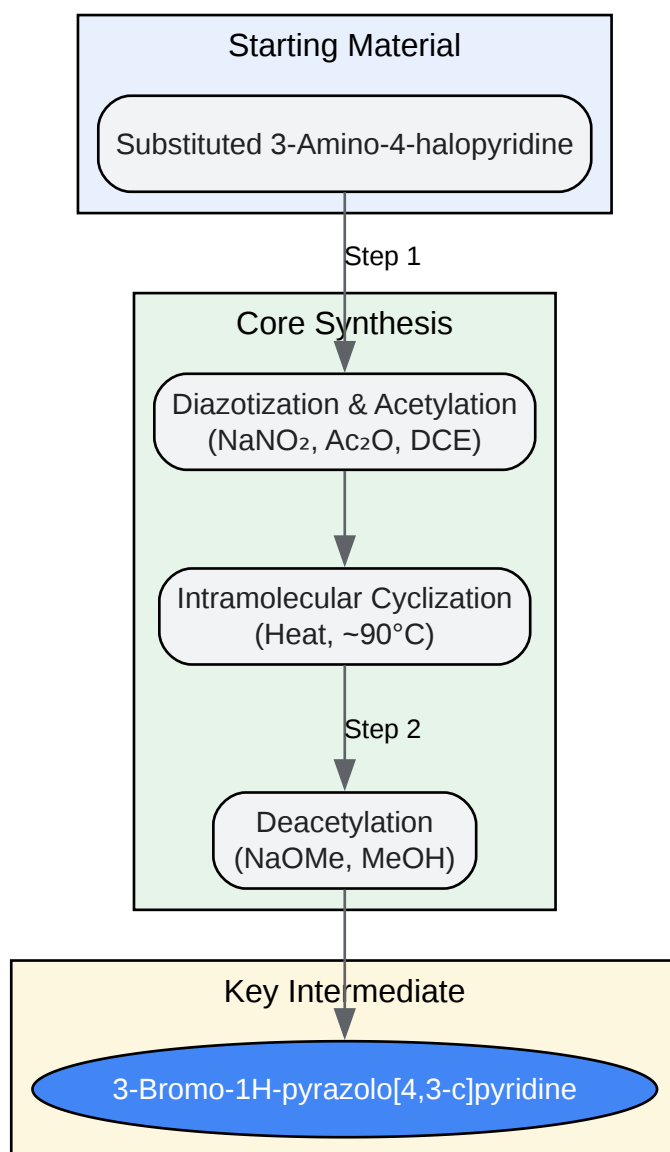 Starting Material
Substituted 3-Amino-4-halopyridine
Step 1
Core Synthesis
Diazotization & Acetylation
(NaNO₂, Ac₂O, DCE)
Intramolecular Cyclization
(Heat, ~90°C)
Step 2
Deacetylation
(NaOMe, MeOH)
Key Intermediate
3-Bromo-1H-pyrazolo[4,3-c]pyridine